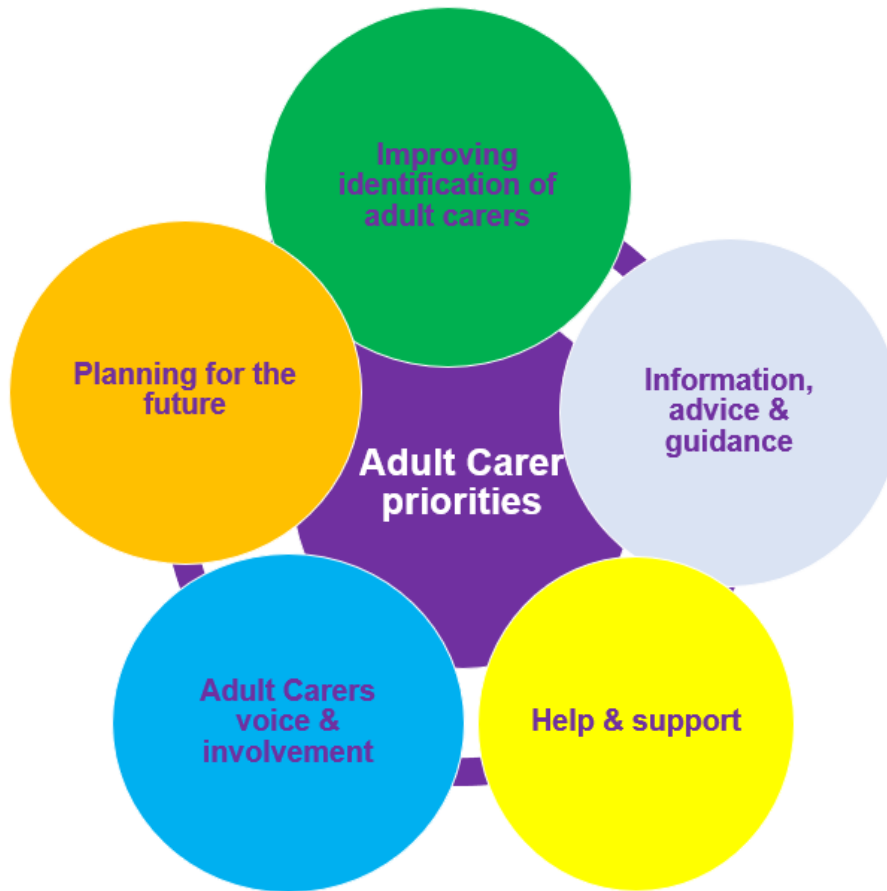 Improving
identification of
adult carers
Planning for the
future
Information,
advice &
guidance
Adult Carer
priorities
Adult Carers
voice &
involvement
Help & support